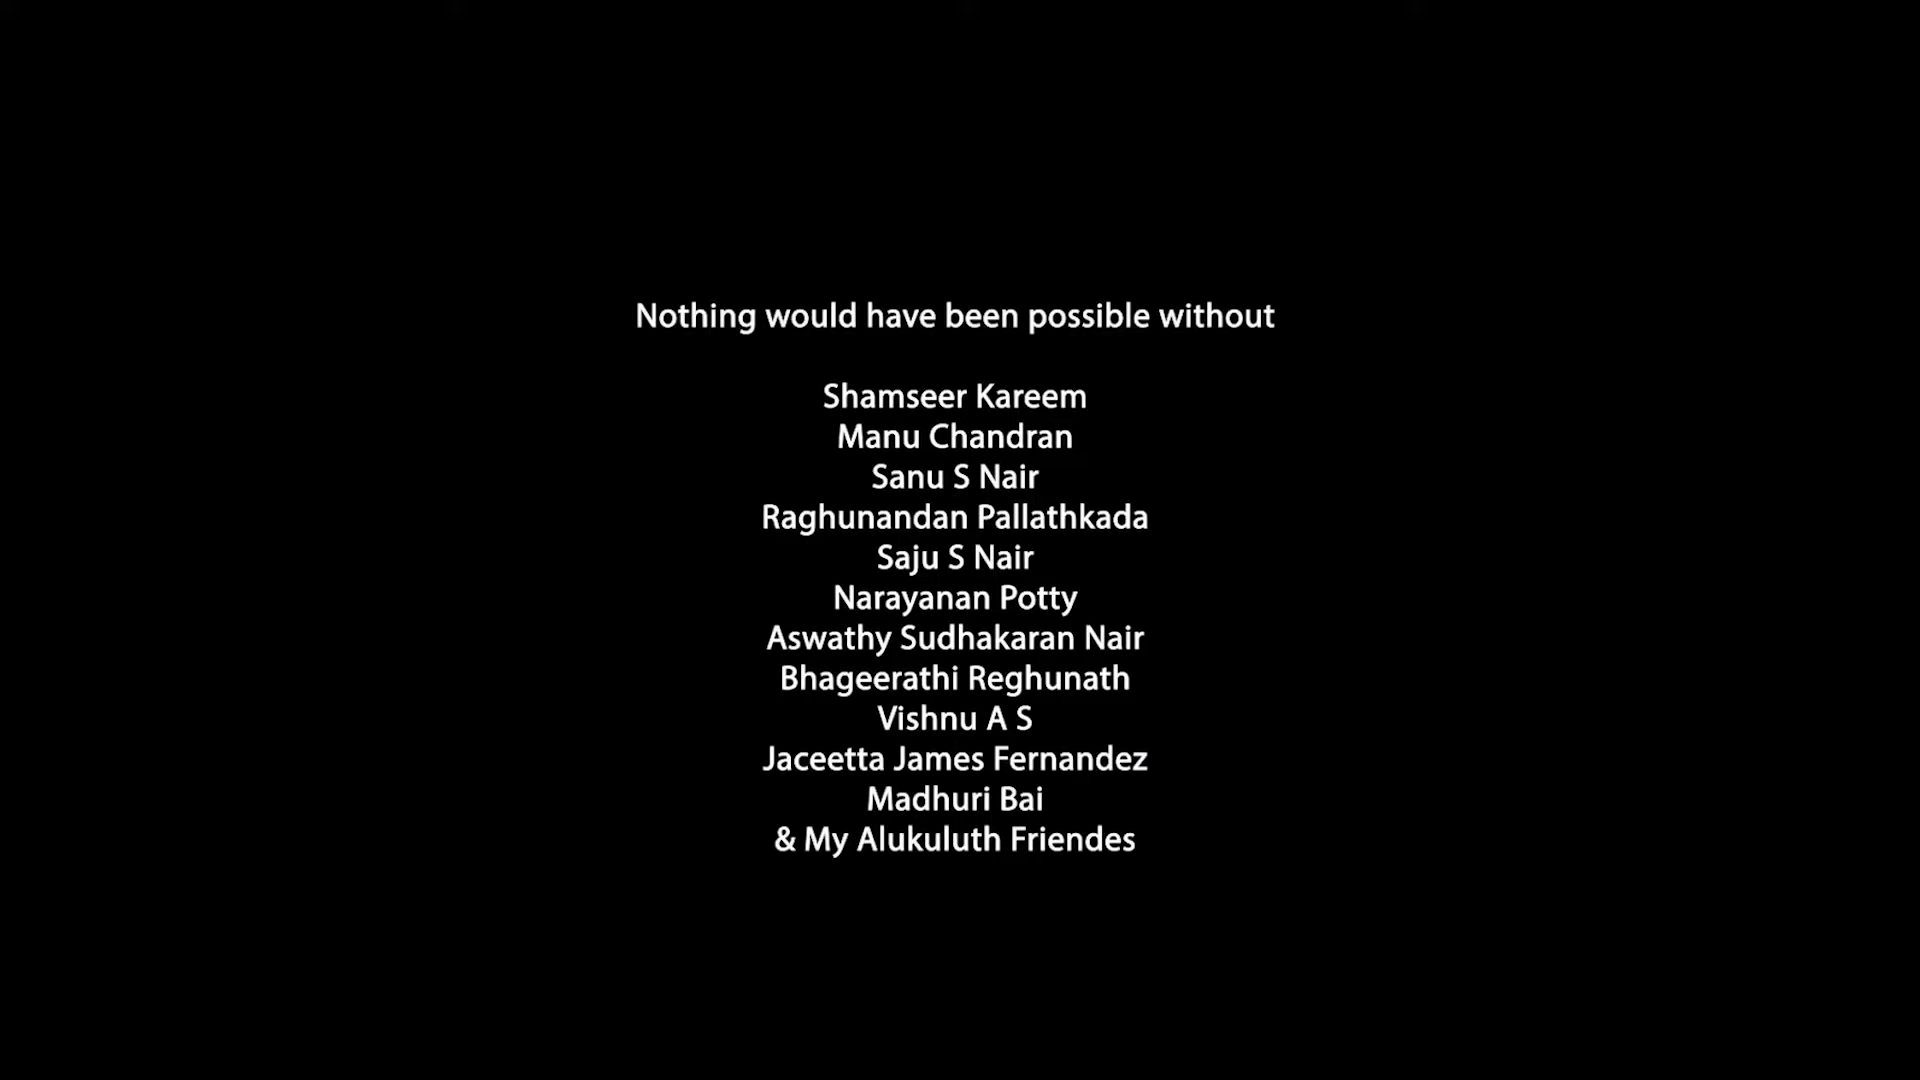 Nothing would have been possible without
Shamseer Kareem
Manu Chandran
Sanu S Nair
Raghunandan Pallathkada
Saju S Nair
Narayanan Potty
Aswathy Sudhakaran Nair
Bhageerathi Reghunath
Vishnu A S
Jaceetta James Fernandez
Madhuri Bai
& My Alukuluth Friendes